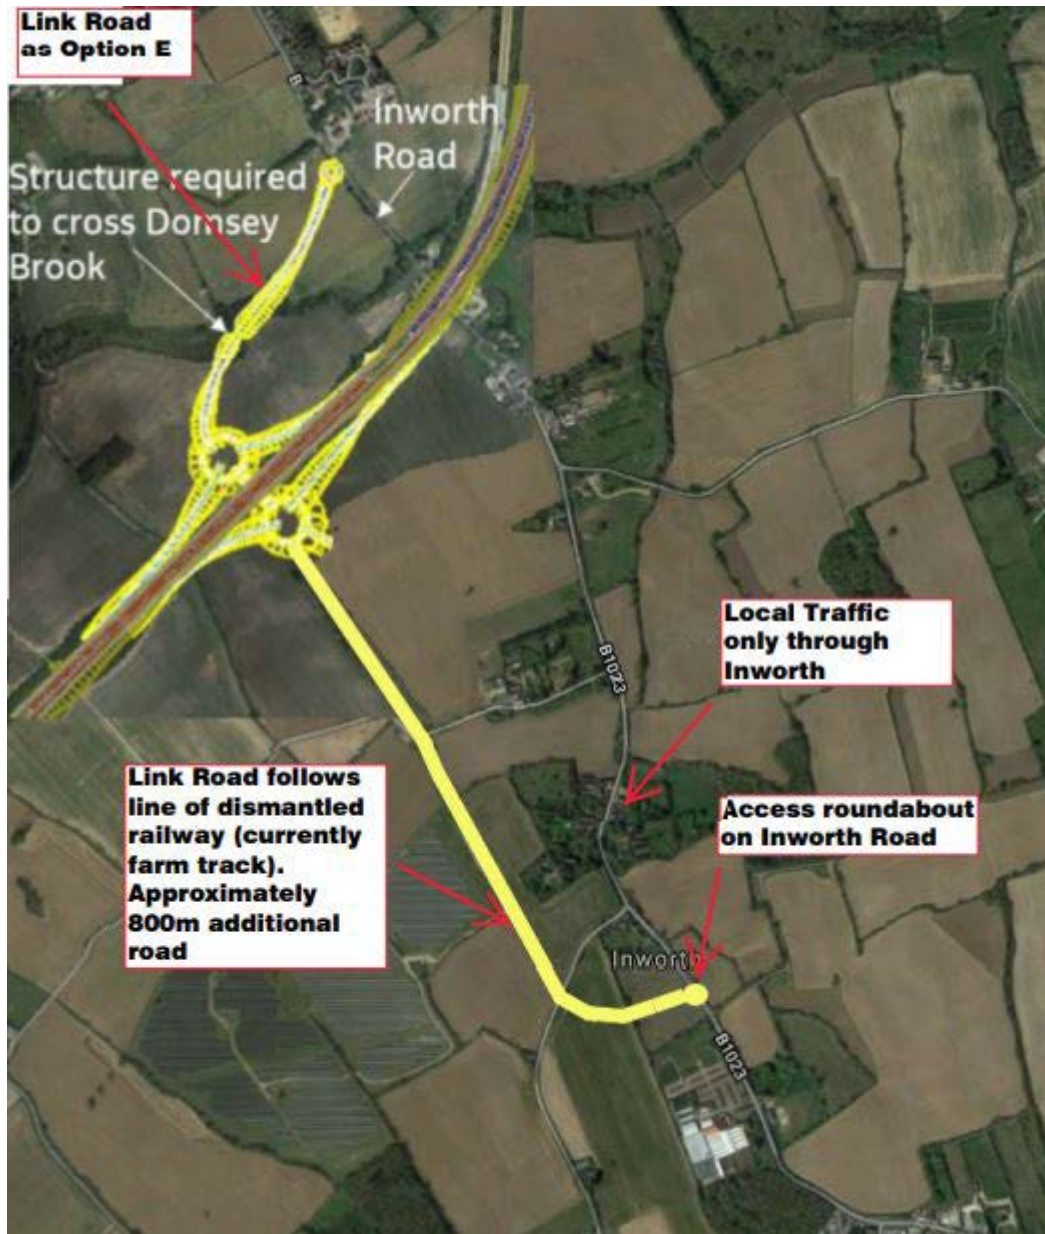 Link Road
as Option E
B
Inworth
Road
Structure required
to cross Domsey
Brook
B1023
Local Traffic
only through
Inworth
Link Road follows
line of dismantled
railway (currently
farm track).
Approximately
800m additional
road
Access roundabout
on Inworth Road
Inworth
B1023